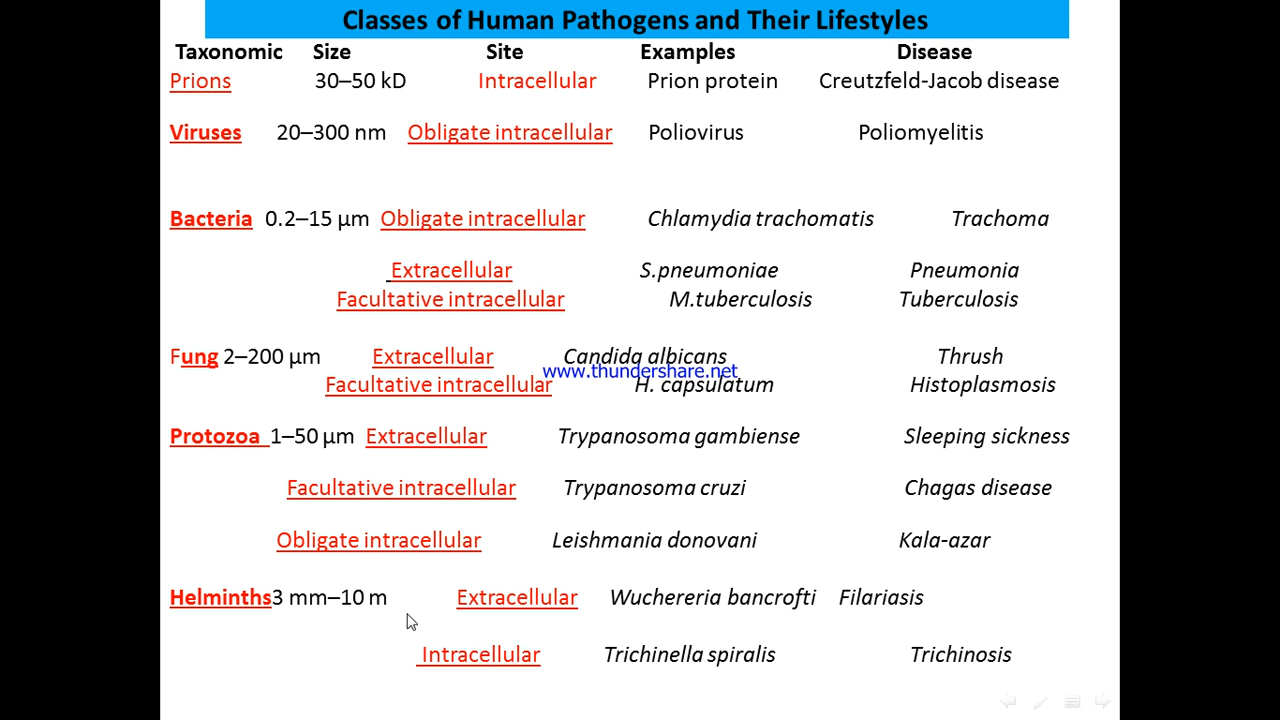 Classes of Human Pathogens and Their Lifestyles
Taxonomic Size Site Examples Disease
Prions 30–50 kD Intracellular Prion protein Creutzfeld-Jacob disease
Viruses 20–300 nm Obligate intracellular Poliovirus Poliomyelitis
Bacteria 0.2–15 µm Obligate intracellular Chlamydia trachomatis Trachoma
Extracellular S.pneumoniae Pneumonia
Facultative intracellular M.tuberculosis Tuberculosis
Fung 2–200 µm Extracellular Candida albicans Thrush
www.thundershare.net
Facultative intracellular H. capsulatum Histoplasmosis
Protozoa 1–50 µm Extracellular Trypanosoma gambiense Sleeping sickness
Facultative intracellular Trypanosoma cruzi Chagas disease
Obligate intracellular Leishmania donovani Kala-azar
Helminths3 mm–10 m Extracellular Wuchereria bancrofti Filariasis
Intracellular Trichinella spiralis Trichinosis